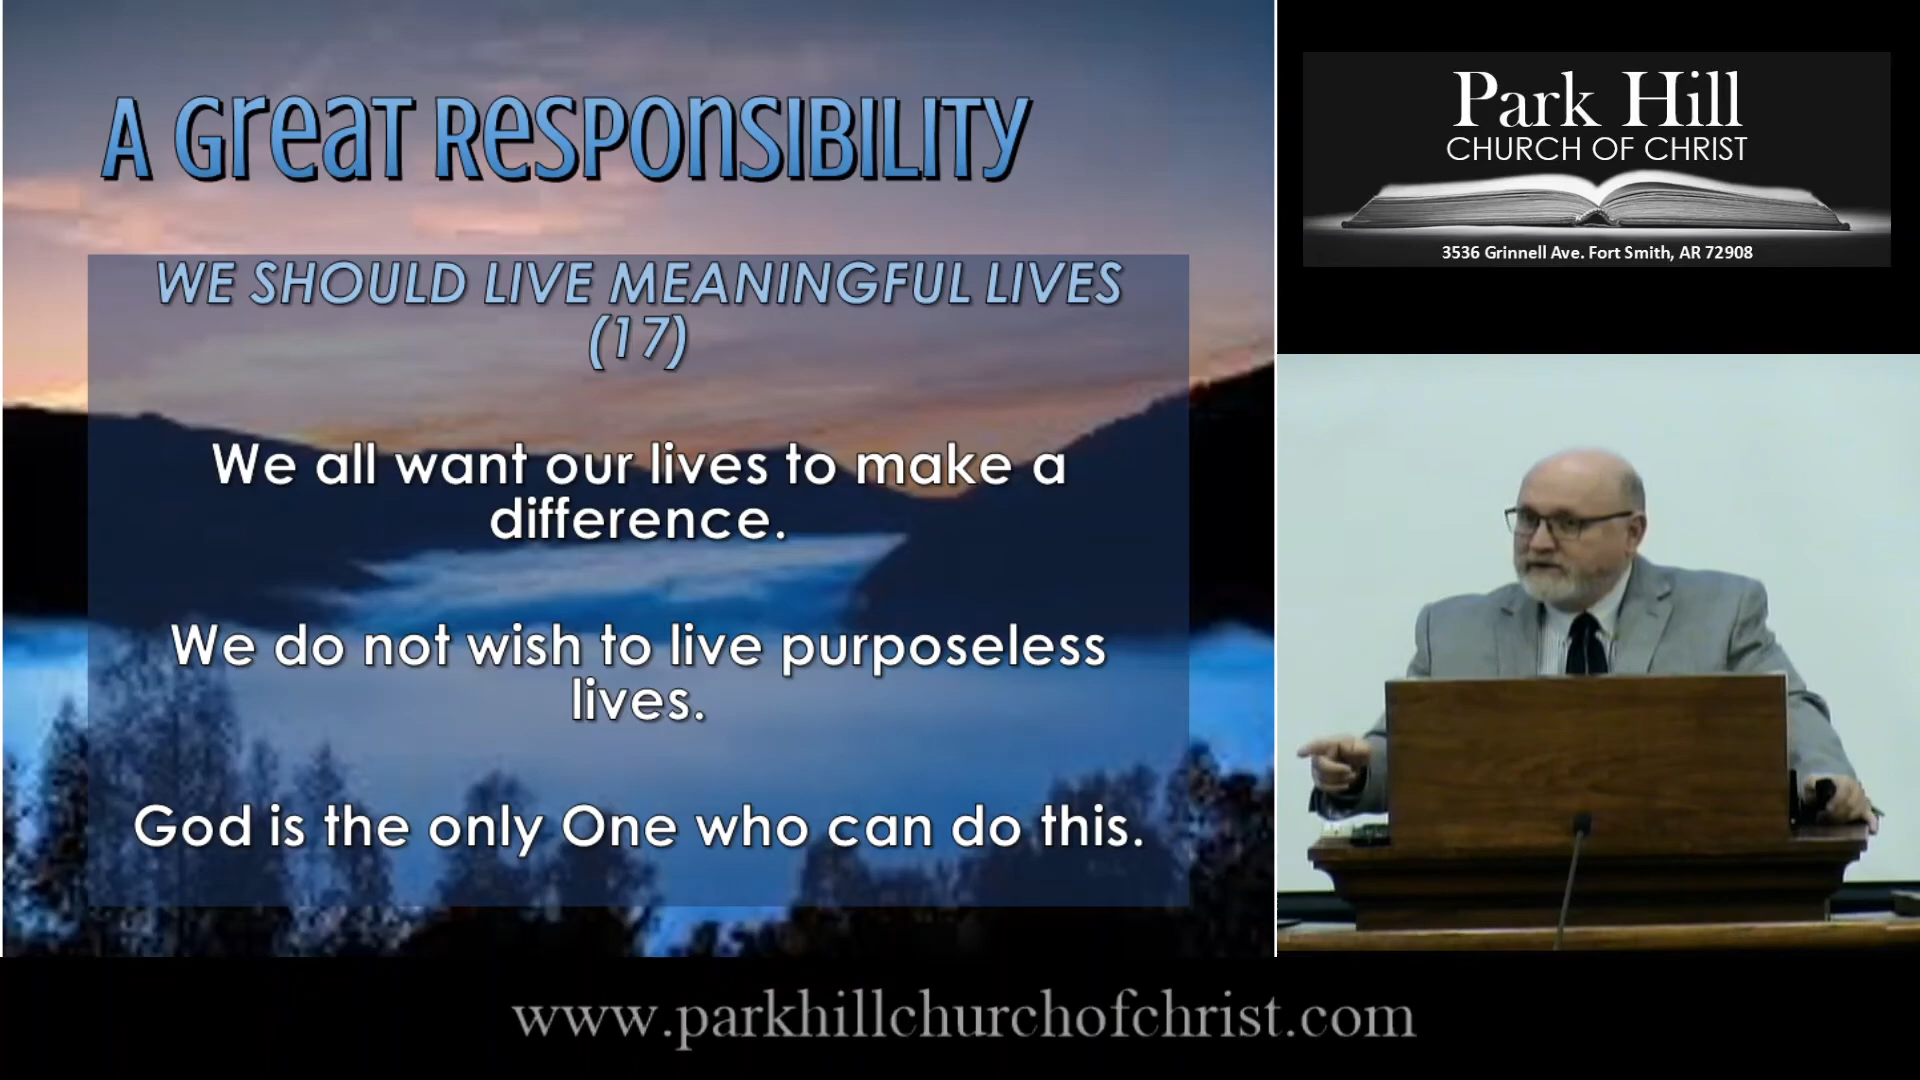 A Great Responsibility
WE SHOULD LIVE MEANINGFUL LIVES
(17)
We all want our lives to make a
difference.
We do not wish to live purposeless
lives.
God is the only One who can do this.
Park Hill
CHURCH OF CHRIST
3536 Grinnell Ave. Fort Smith, AR 72908
www.parkhillchurchofchrist.com